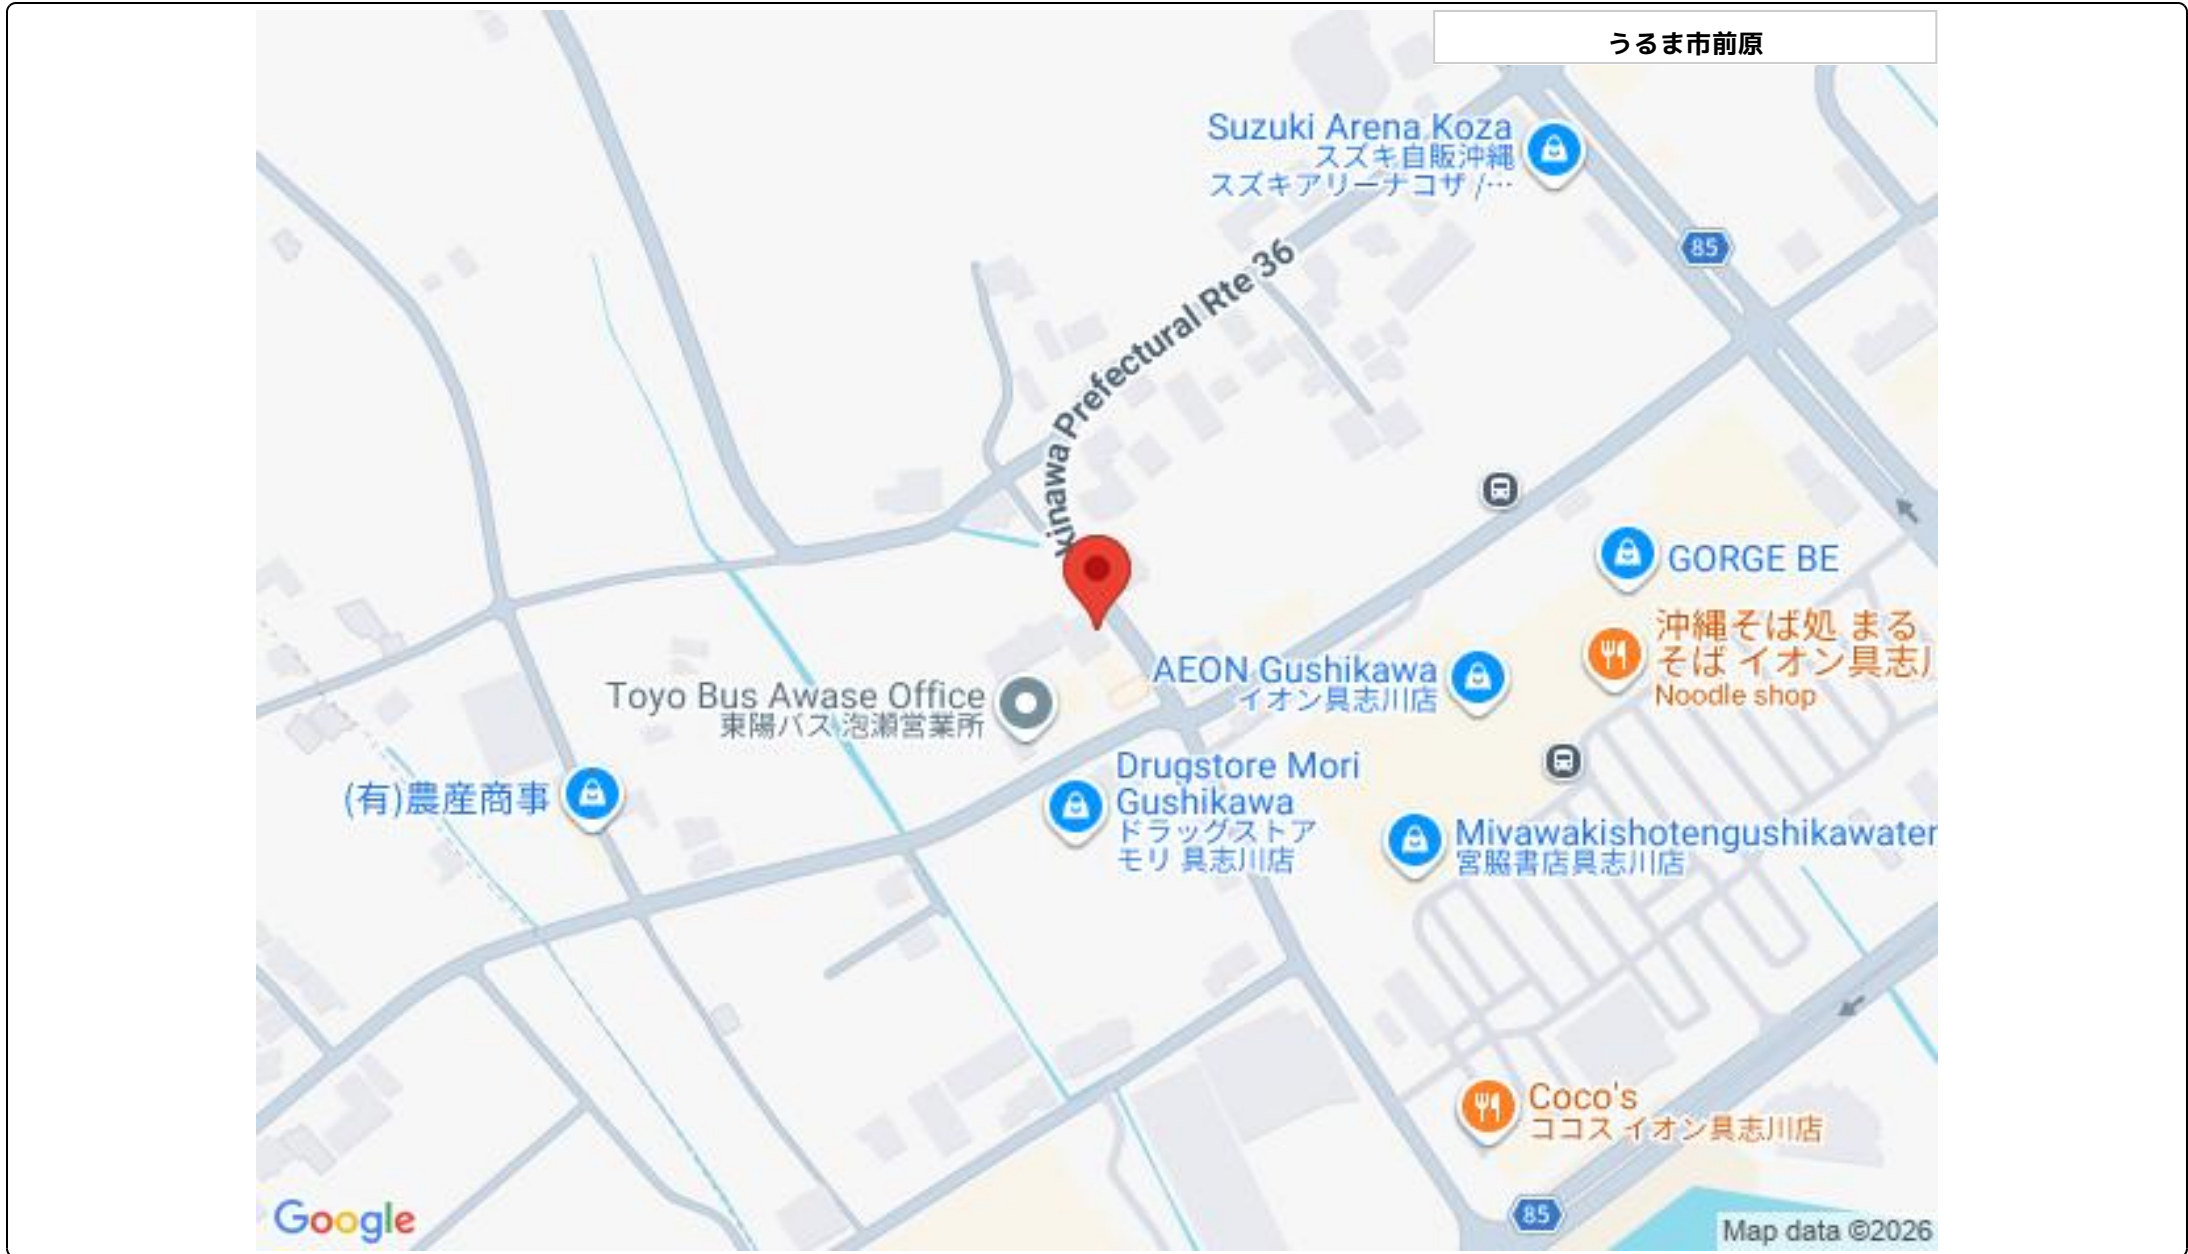 うるま市前原
Suzuki Arena Koza
スズキ自販沖縄
スズキアリーナコザ /…
85
kinawa Prefectural Rte 36
GORGE BE
沖縄そば処 まる
そば イオン具志川
Noodle shop
AEON Gushikawa
イオン具志川店
Toyo Bus Awase Office
東陽バス 泡瀬営業所
(有)農産商事
Drugstore Mori
Gushikawa
ドラッグストア
モリ 具志川店
Miyawakishotengushikawaten
宮脇書店具志川店
Coco's
ココス イオン具志川店
85
Google
Map data ©2026